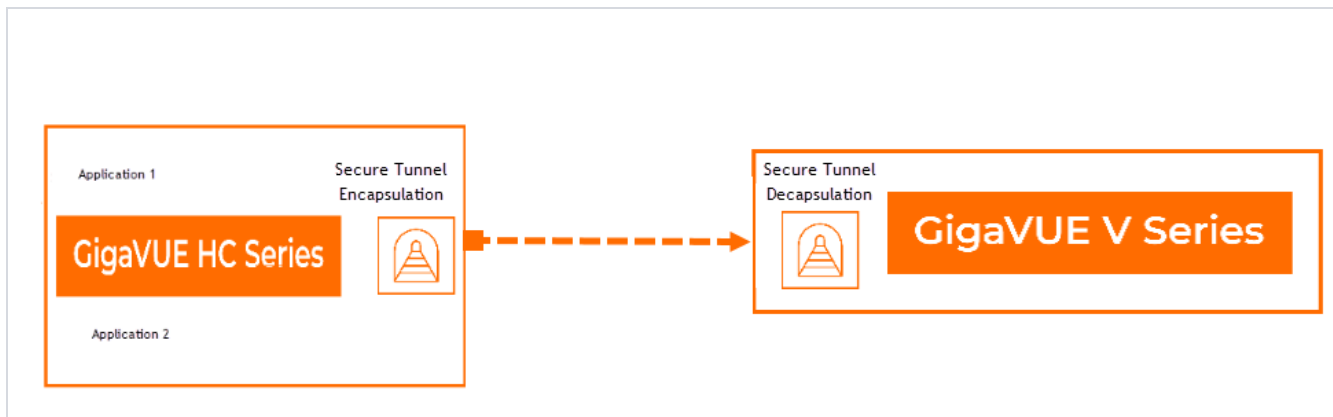 Application 1
Secure Tunnel
Encapsulation
GigaVUE HC Series
Application 2
Secure Tunnel
Decapsulation
GigaVUE V Series